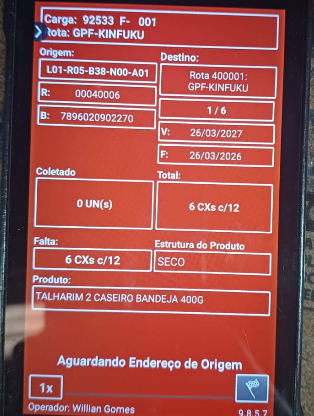 Carga: 92533 F- 001
Rota: GPF-KINFUKU
Origem:
L01-R05-B38-N00-A01
R: 00040006
B: 7896020902270
Destino:
Rota 400001:
GPF-KINFUKU
1 / 6
V: 26/03/2027
F: 26/03/2026
Coletado
0 UN(s)
Total:
6 CXs c/12
Falta:
6 CXs c/12
Estrutura do Produto
SECO
Produto:
TALHARIM 2 CASEIRO BANDEJA 400G
Aguardando Endereço de Origem
1x
Operador: Willian Gomes
9.8.5.7